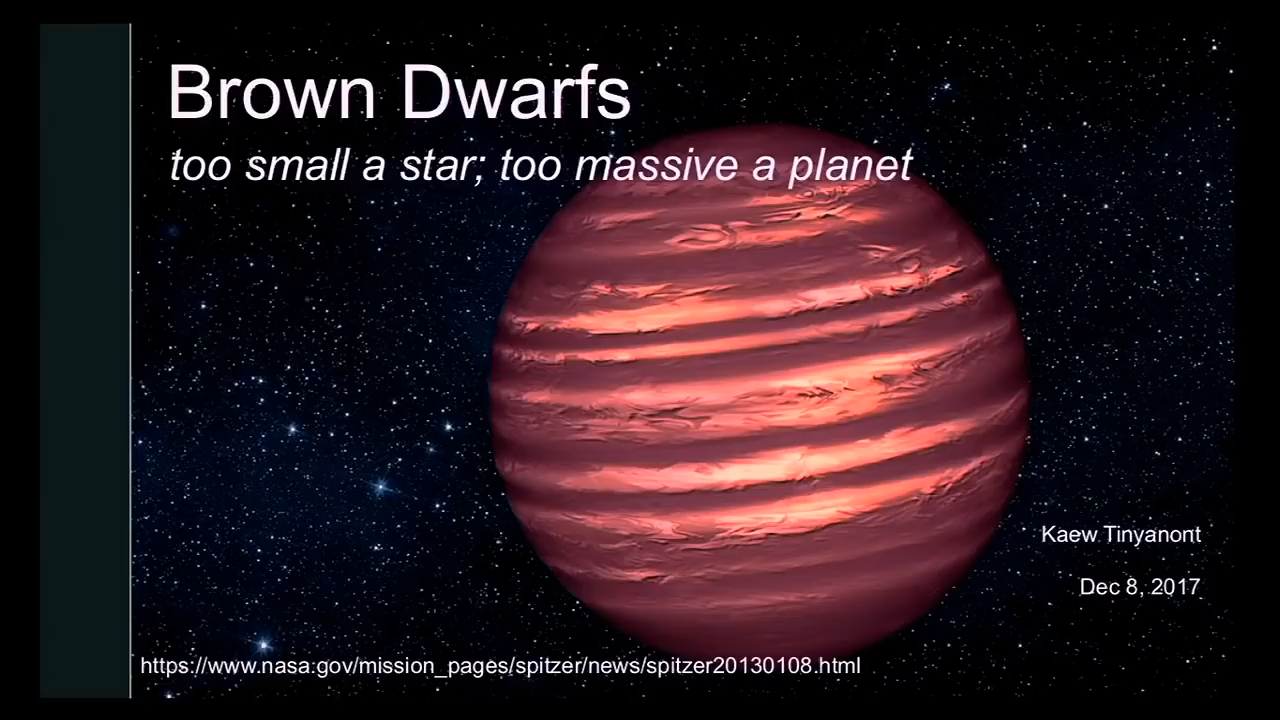 Brown Dwarfs
too small a star; too massive a planet
Kaew Tinyanont
Dec 8, 2017
https://www.nasa.gov/mission_pages/spitzer/news/spitzer20130108.html